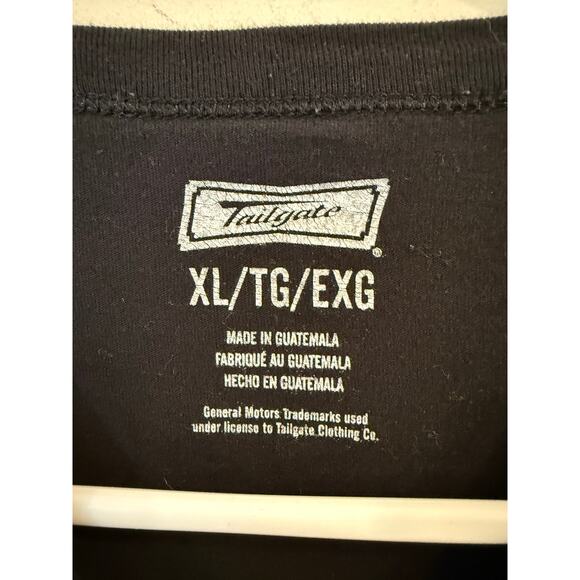 Tailgate®
XL/TG/EXG
MADE IN GUATEMALA
FABRIQUÉ AU GUATEMALA
HECHO EN GUATEMALA
General Motors Trademarks used
under license to Tailgate Clothing Co.